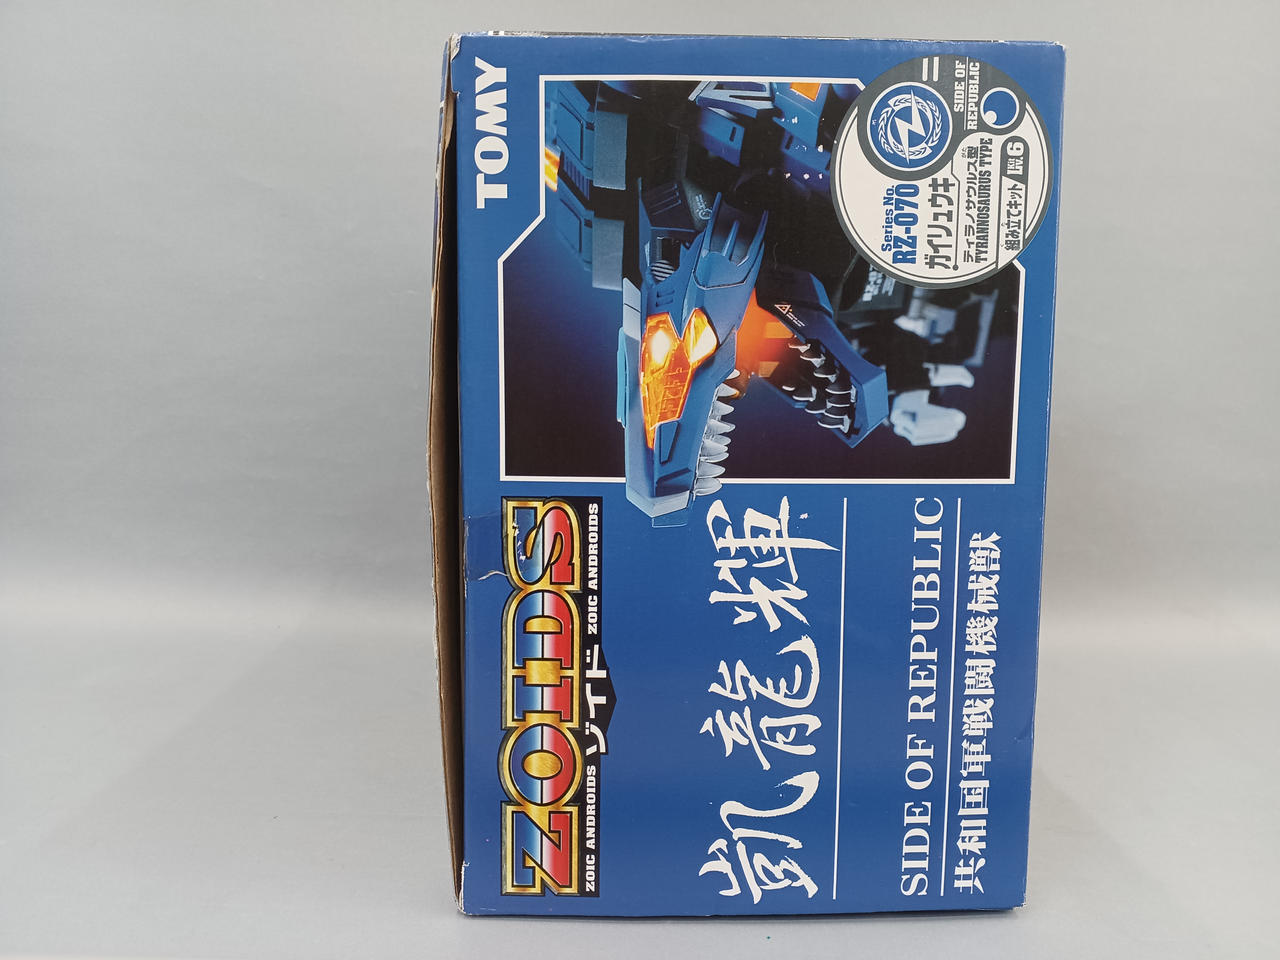 TOMY
ZOIDS
ZOIC ANDROIDS ゾイド ZOIC ANDROIDS
凱龍輝
SIDE OF REPUBLIC
共和国軍戦闘機械獣
SIDE OF
REPUBLIC
Series No.
RZ-070
ガイリュウキ
ティラノサウルス型
TYRANNOSAURUS TYPE
組み立てキット
6